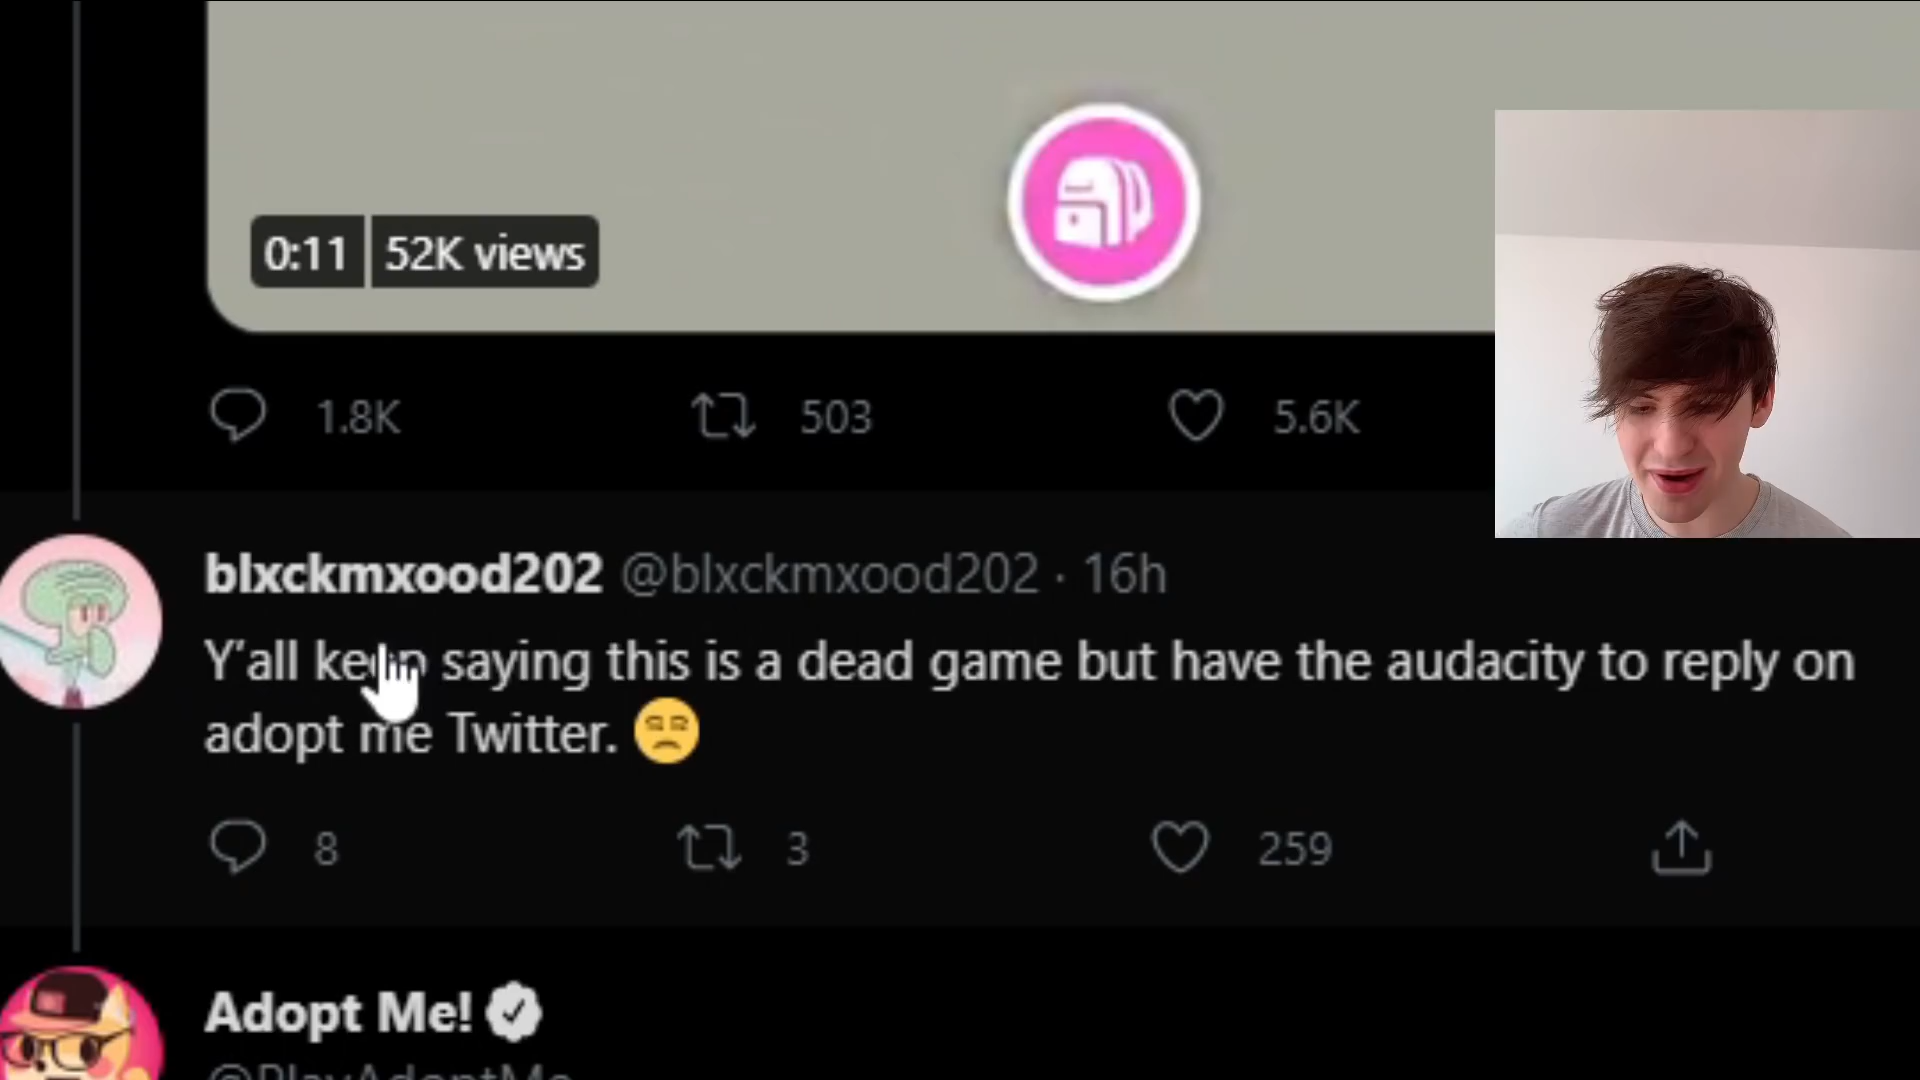 0:11 52K views
1.8K 503 5.6K
blxckmxood202 @blxckmxood202 · 16h
Y'all keep saying this is a dead game but have the audacity to reply on
adopt me Twitter. 😒
8 3 259
Adopt Me!
@PlayAdoptMe